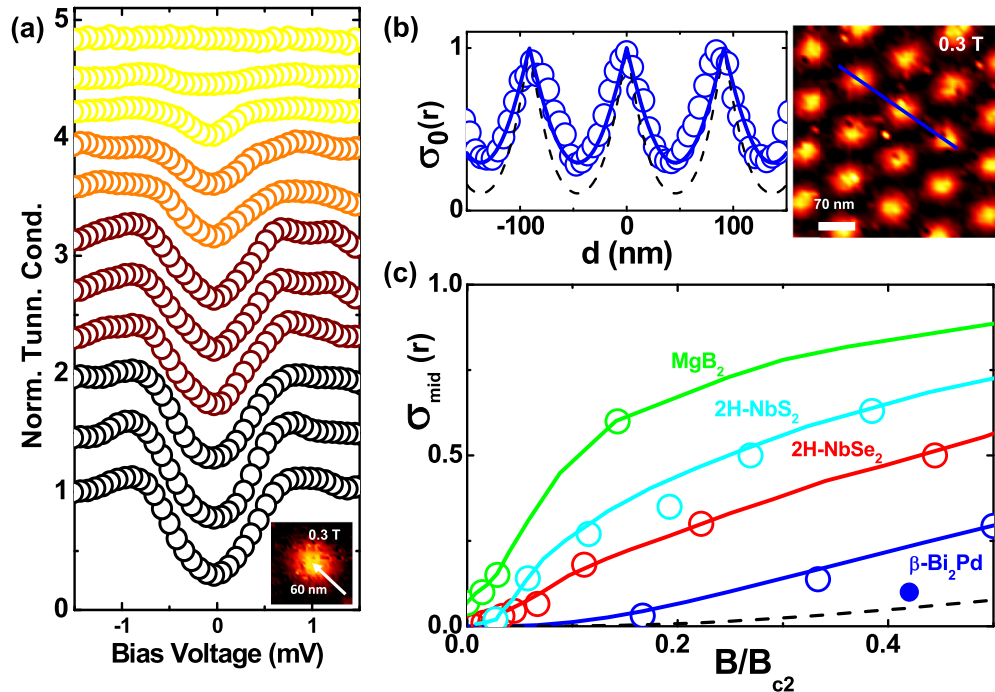 (a)
5
4
3
2
1
0
Norm. Tunn. Cond.
-1
0
1
Bias Voltage (mV)
0.3 T
60 nm
(b)
1
0
σ0(r)
-100
0
100
d (nm)
0.3 T
70 nm
(c)
1.0
0.5
0.0
σmid (r)
MgB2
2H-NbS2
2H-NbSe2
β-Bi2Pd
0.0
0.2
0.4
B/Bc2